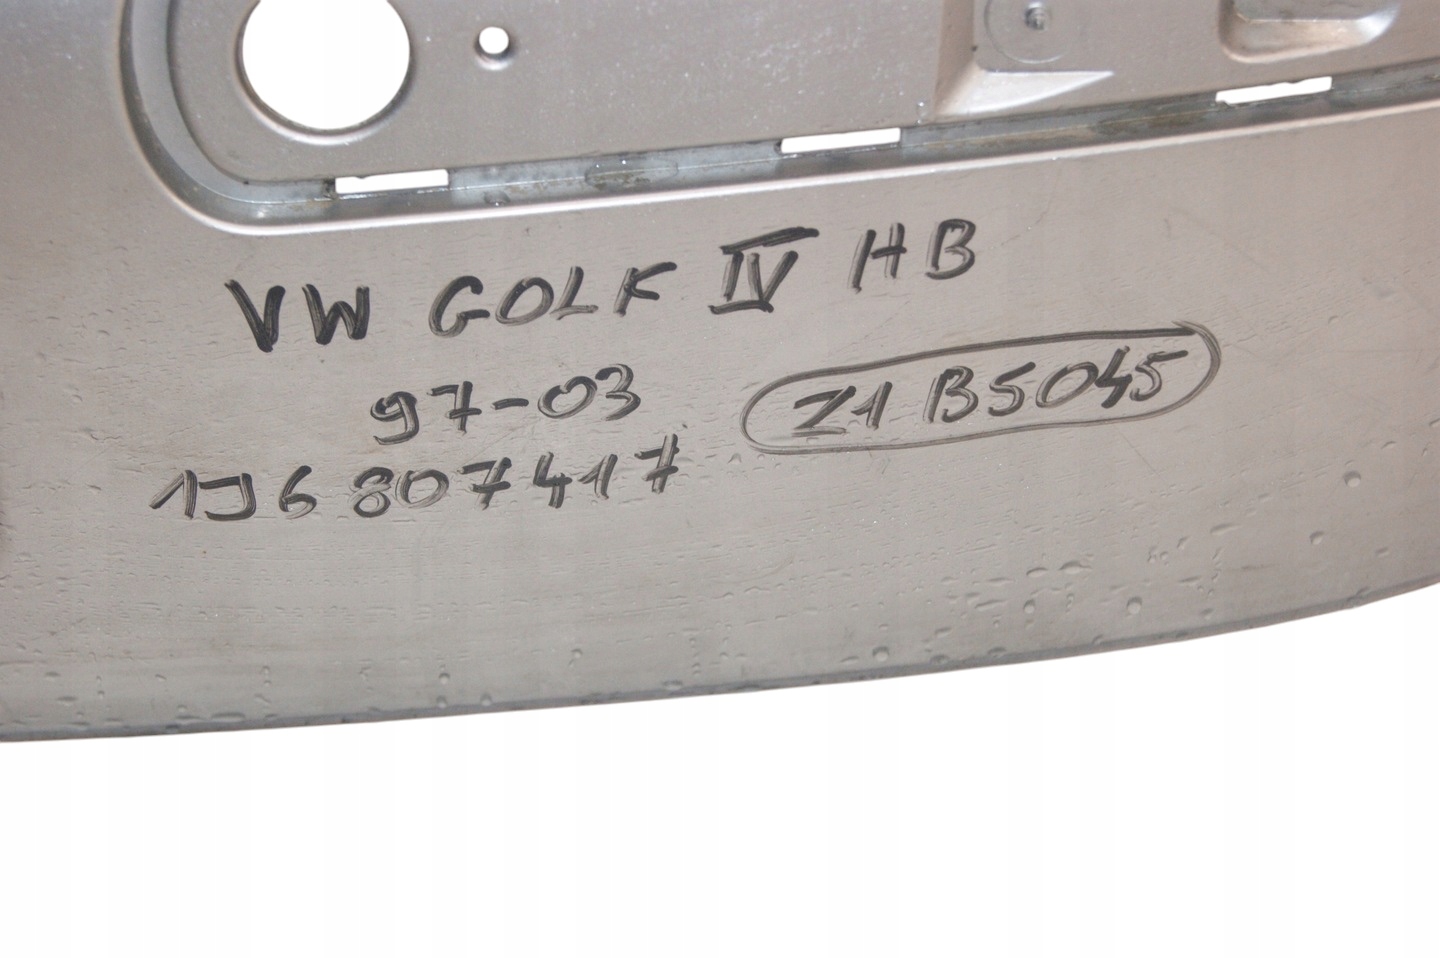 VW GOLF IV HB
97-03
Z1 B5045
1J6 807417